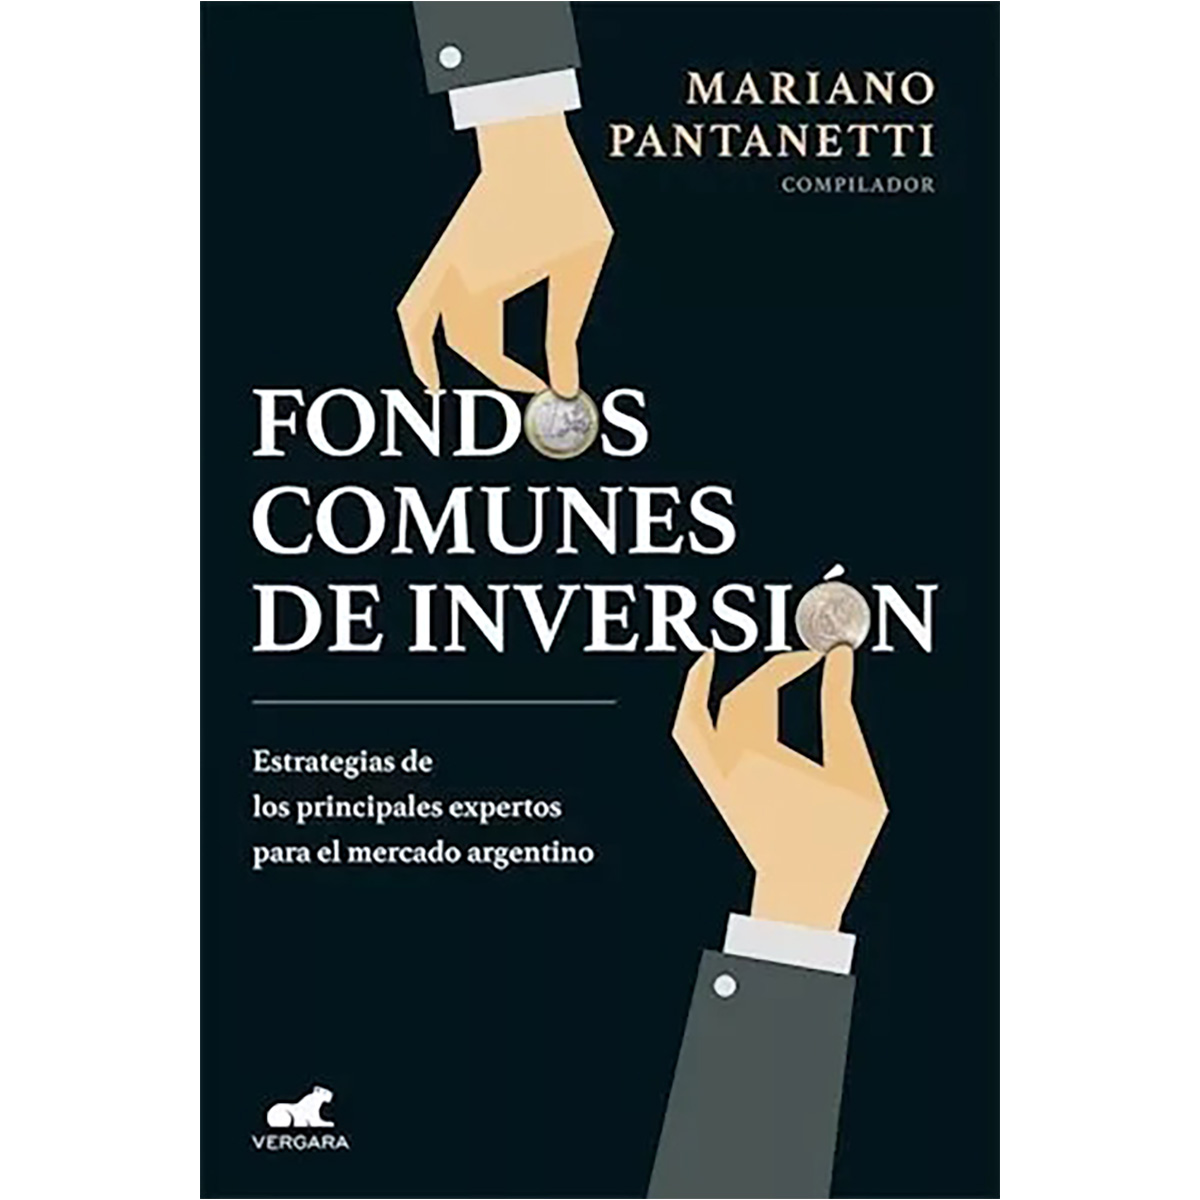 MARIANO
PANTANETTI
COMPILADOR
FONDOS
COMUNES
DE INVERSIÓN
Estrategias de
los principales expertos
para el mercado argentino
VERGARA